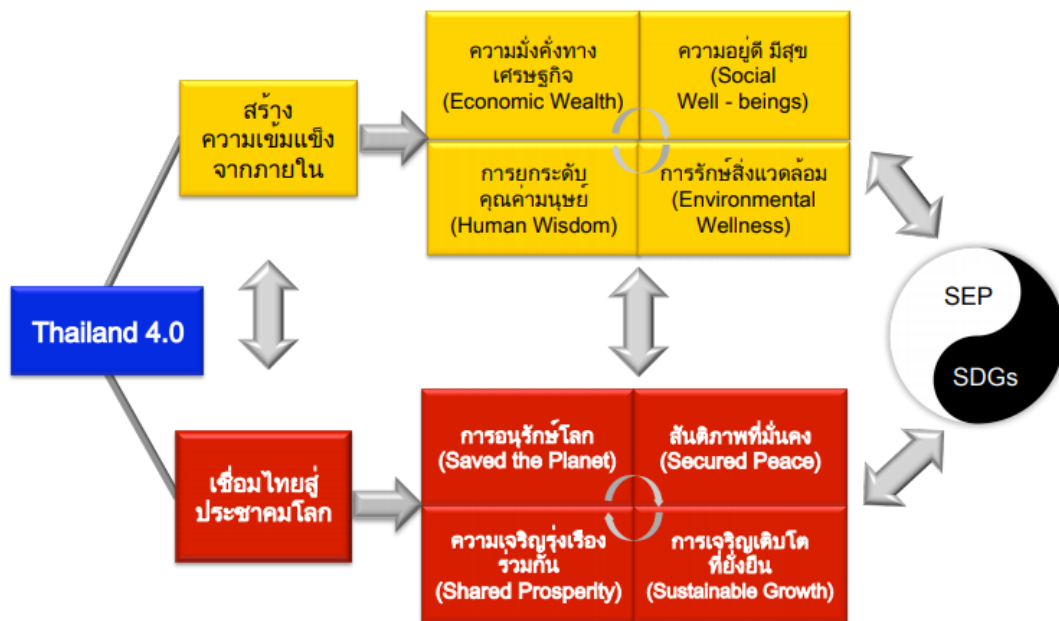 Thailand 4.0
สร้าง
ความเข้มแข็ง
จากภายใน
ความมั่งคั่งทาง
เศรษฐกิจ
(Economic Wealth)
ความอยู่ดี มีสุข
(Social
Well - beings)
การยกระดับ
คุณค่ามนุษย์
(Human Wisdom)
การรักษ์สิ่งแวดล้อม
(Environmental
Wellness)
SEP
SDGs
เชื่อมไทยสู่
ประชาคมโลก
การอนุรักษ์โลก
(Saved the Planet)
สันติภาพที่มั่นคง
(Secured Peace)
ความเจริญรุ่งเรือง
ร่วมกัน
(Shared Prosperity)
การเจริญเติบโต
ที่ยั่งยืน
(Sustainable Growth)